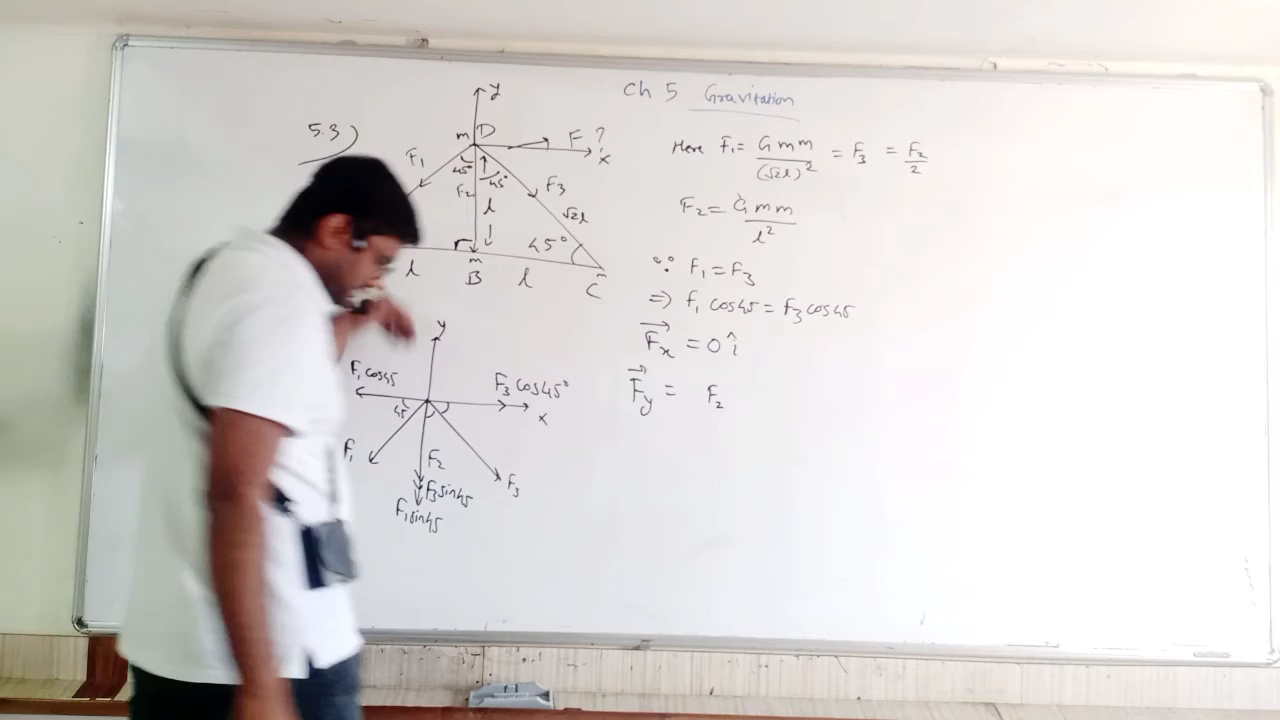 Ch 5 Gravitation
5.3)
y
m D
F ?
x
F₁
45°
45°
F₂
l
F₃
√2l
45°
l
m
B
l
m
C
Here F₁ = Gmm/(√2l)² = F₃ = F₂/2
F₂ = Gmm/l²
∵ F₁ = F₃
⇒ F₁ cos45 = F₃ cos45
F⃗ₓ = 0 î
F⃗y = F₂
y
F₁ cos45
F₃ cos45°
x
45
F₁
F₂
F₃
F₃ sin45
F₁ sin45